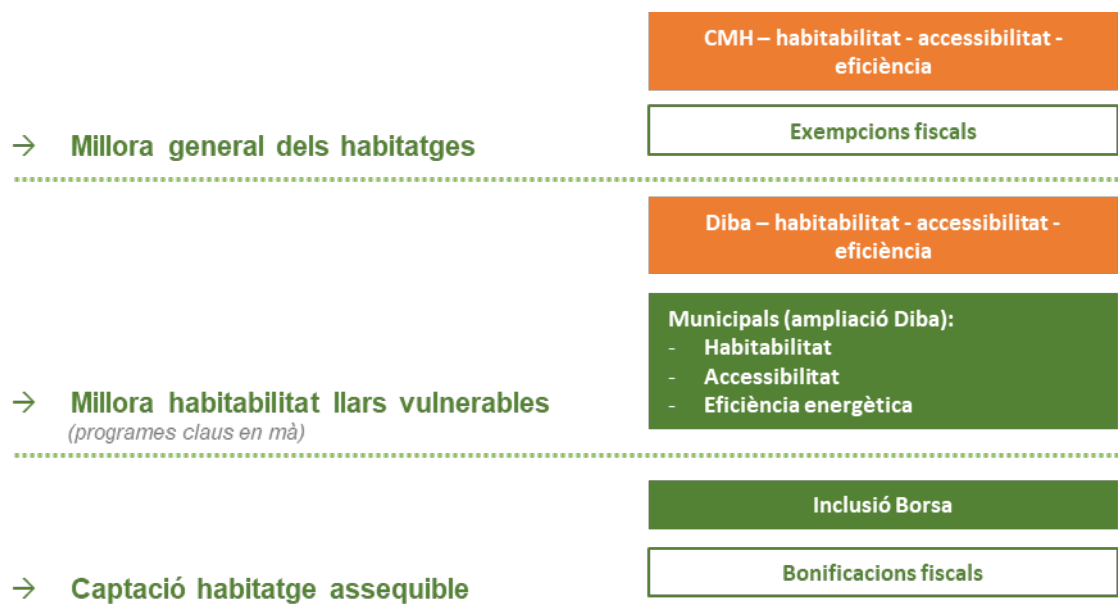 CMH – habitabilitat - accessibilitat -
eficiència
Exempcions fiscals
→ Millora general dels habitatges
Diba – habitabilitat - accessibilitat -
eficiència
Municipals (ampliació Diba):
- Habitabilitat
- Accessibilitat
- Eficiència energètica
→ Millora habitabilitat llars vulnerables
(programes claus en mà)
Inclusió Borsa
Bonificacions fiscals
→ Captació habitatge assequible